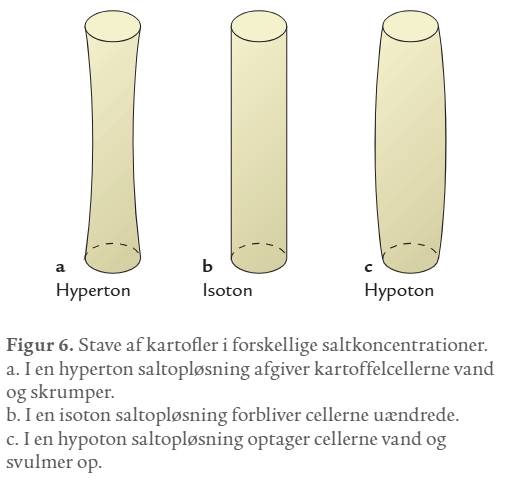 a
Hyperton
b
Isoton
c
Hypoton
Figur 6. Stave af kartofler i forskellige saltkoncentrationer.
a. I en hyperton saltopløsning afgiver kartoffelcellerne vand
og skrumper.
b. I en isoton saltopløsning forbliver cellerne uændrede.
c. I en hypoton saltopløsning optager cellerne vand og
svulmer op.